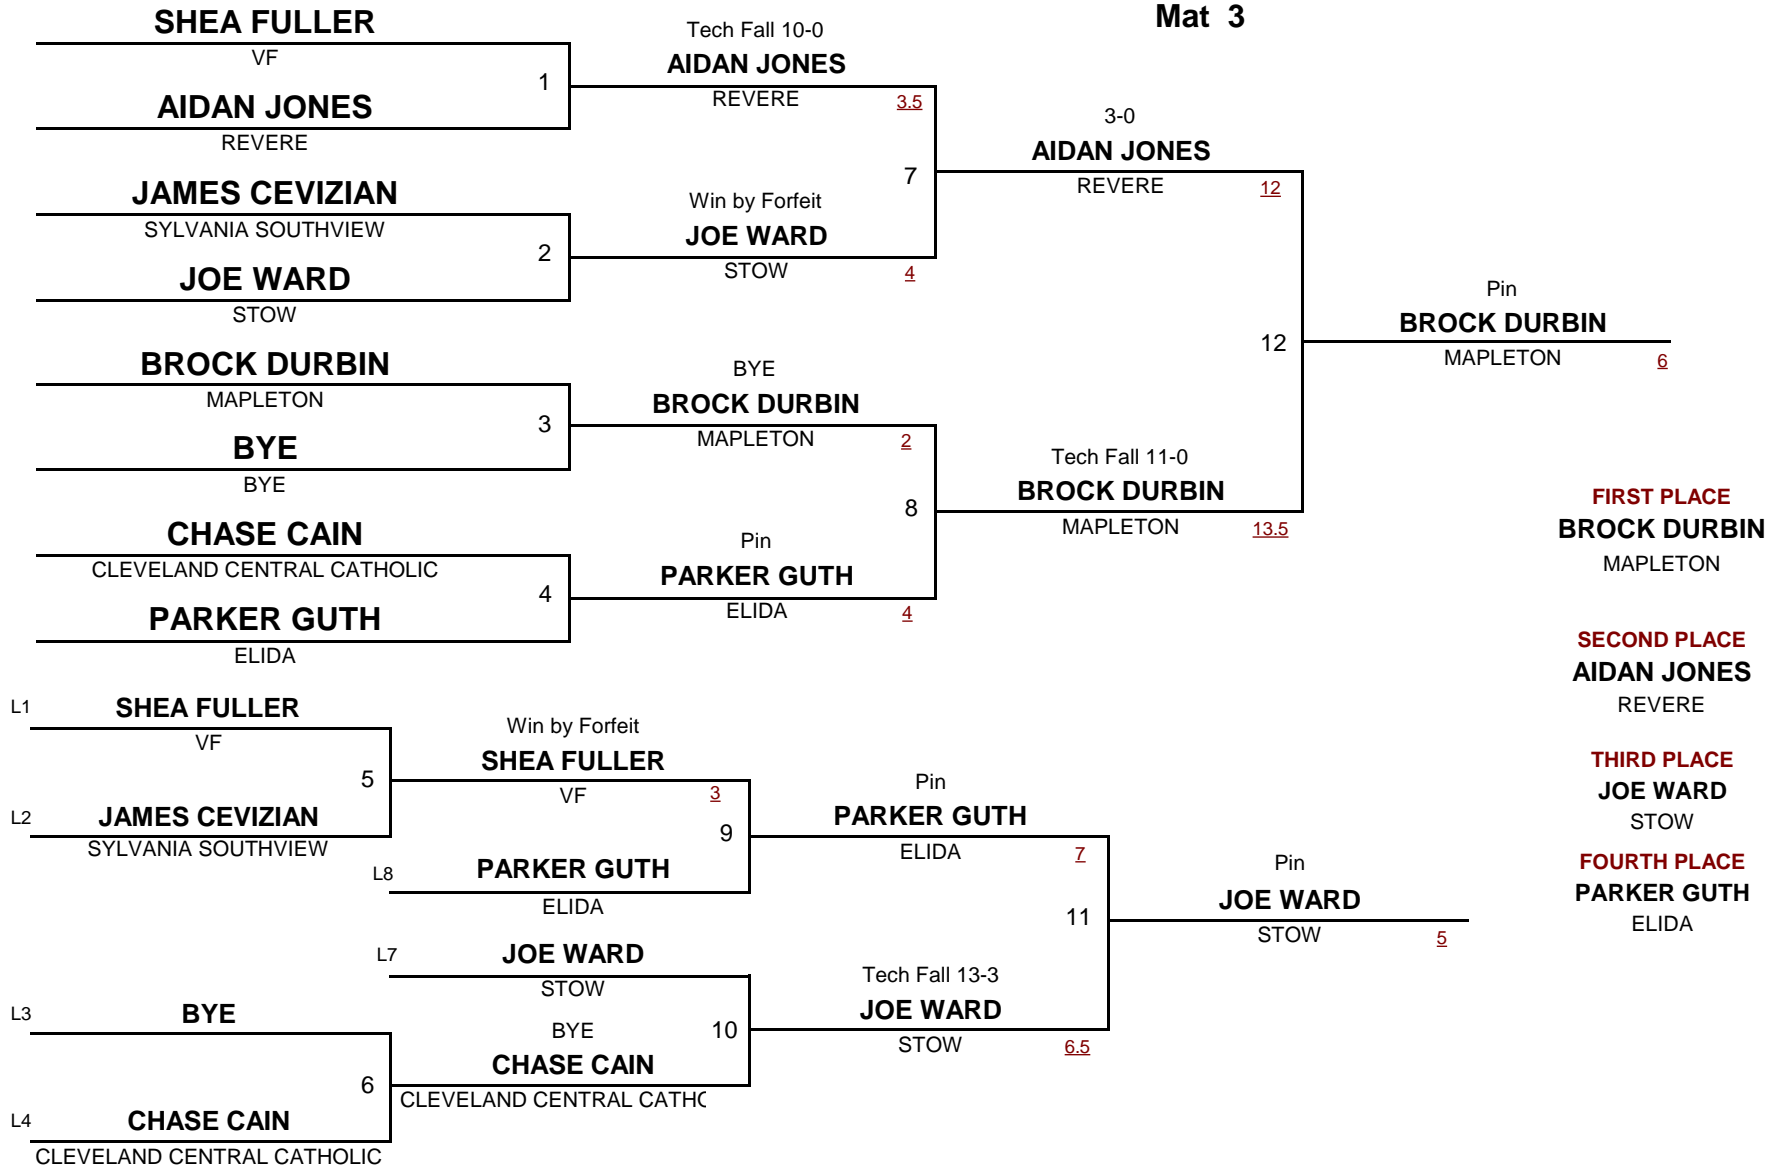 Mat 3
SHEA FULLER
VF
1
AIDAN JONES
REVERE
JAMES CEVIZIAN
SYLVANIA SOUTHVIEW
2
JOE WARD
STOW
BROCK DURBIN
MAPLETON
3
BYE
BYE
CHASE CAIN
CLEVELAND CENTRAL CATHOLIC
4
PARKER GUTH
ELIDA
Tech Fall 10-0
AIDAN JONES
REVERE 3.5
7
Win by Forfeit
JOE WARD
STOW 4
BYE
BROCK DURBIN
MAPLETON 2
8
Pin
PARKER GUTH
ELIDA 4
3-0
AIDAN JONES
REVERE 12
12
Tech Fall 11-0
BROCK DURBIN
MAPLETON 13.5
Pin
BROCK DURBIN
MAPLETON 6
FIRST PLACE
BROCK DURBIN
MAPLETON
SECOND PLACE
AIDAN JONES
REVERE
THIRD PLACE
JOE WARD
STOW
FOURTH PLACE
PARKER GUTH
ELIDA
L1 SHEA FULLER
VF
5
L2 JAMES CEVIZIAN
SYLVANIA SOUTHVIEW
L3 BYE
6
L4 CHASE CAIN
CLEVELAND CENTRAL CATHOLIC
Win by Forfeit
SHEA FULLER
VF 3
9
L8 PARKER GUTH
ELIDA
L7 JOE WARD
STOW
10
BYE
CHASE CAIN
CLEVELAND CENTRAL CATHC
Pin
PARKER GUTH
ELIDA 7
11
Tech Fall 13-3
JOE WARD
STOW 6.5
Pin
JOE WARD
STOW 5